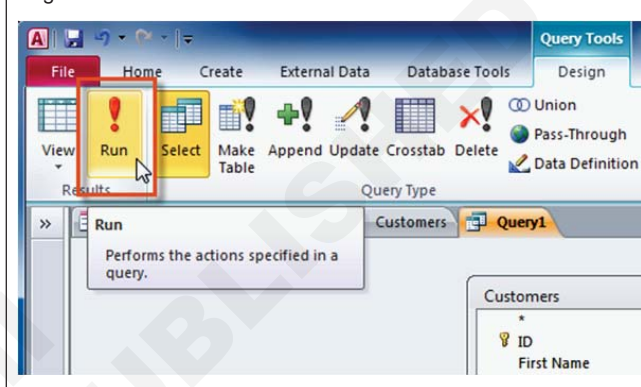 A
Query Tools
File Home Create External Data Database Tools Design
View Run Select Make Table Append Update Crosstab Delete
Union
Pass-Through
Data Definition
Results Query Type
» Customers Query1
Run
Performs the actions specified in a
query.
Customers
*
ID
First Name